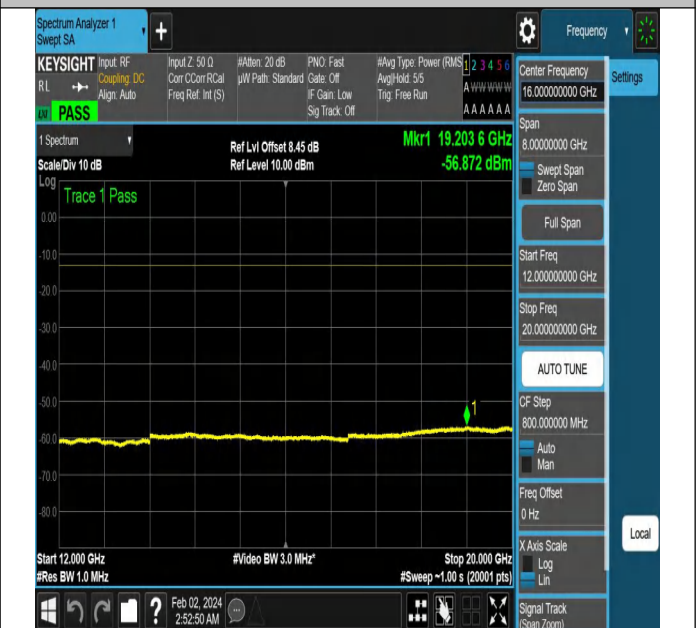 Spectrum Analyzer 1
Swept SA
Frequency
KEYSIGHT
RL
Input: RF
Coupling: DC
Align: Auto
Input Z: 50 Ω
Corr CCorr RCal
Freq Ref: Int (S)
#Atten: 20 dB
µW Path: Standard
PNO: Fast
Gate: Off
IF Gain: Low
Sig Track: Off
#Avg Type: Power (RMS
Avg|Hold: 5/5
Trig: Free Run
1 2 3 4 5 6
A W W W W W
A A A A A A
PASS
1 Spectrum
Scale/Div 10 dB
Ref Lvl Offset 8.45 dB
Ref Level 10.00 dBm
Mkr1 19.203 6 GHz
-56.872 dBm
Log
Trace 1 Pass
0.00
-10.0
-20.0
-30.0
-40.0
-50.0
-60.0
-70.0
-80.0
1
Start 12.000 GHz
#Res BW 1.0 MHz
#Video BW 3.0 MHz*
Stop 20.000 GHz
#Sweep ~1.00 s (20001 pts)
Feb 02, 2024
2:52:50 AM
Center Frequency
16.000000000 GHz
Settings
Span
8.00000000 GHz
Swept Span
Zero Span
Full Span
Start Freq
12.000000000 GHz
Stop Freq
20.000000000 GHz
AUTO TUNE
CF Step
800.000000 MHz
Auto
Man
Freq Offset
0 Hz
X Axis Scale
Log
Lin
Local
Signal Track
(Span Zoom)